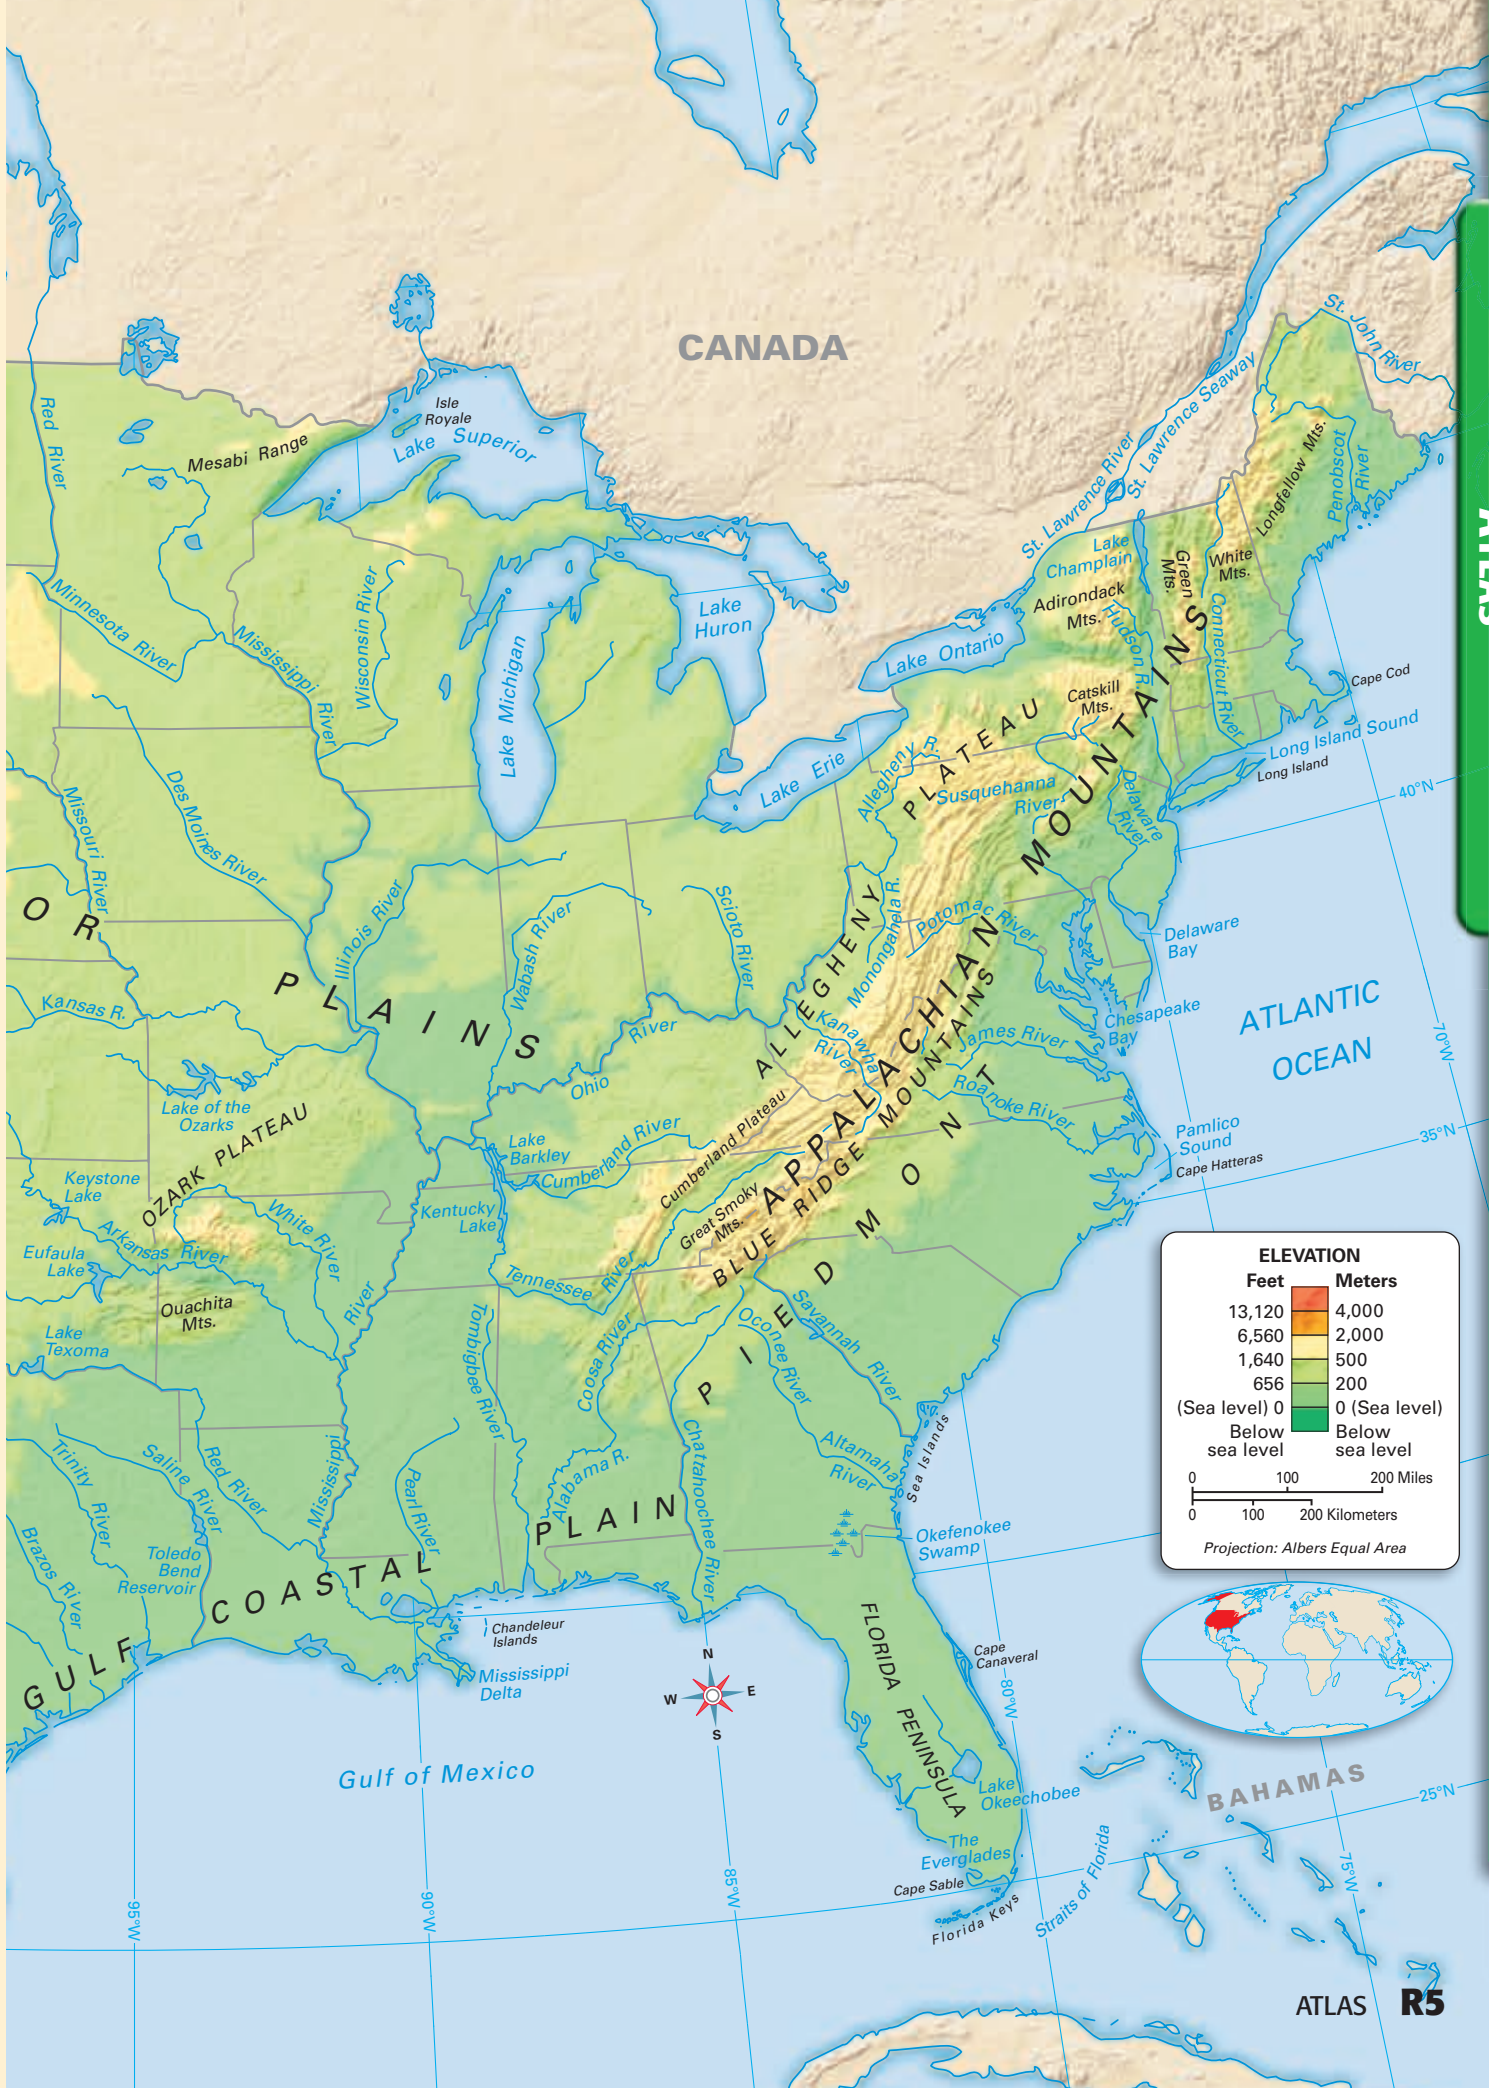 CANADA
St. John River
Red River
Isle
Royale
Lake Superior
Mesabi Range
St. Lawrence Seaway
St. Lawrence River
Longfellow Mts.
Penobscot
River
Lake
Champlain
Green
Mts.
White
Mts.
Adirondack
Mts.
Hudson R.
Connecticut River
Minnesota River
Mississippi
River
Wisconsin River
Lake Michigan
Lake
Huron
Lake Ontario
Catskill
Mts.
Cape Cod
Long Island Sound
Long Island
Lake Erie
Allegheny R.
ALLEGHENY PLATEAU
Susquehanna
River
Delaware
River
40°N
APPALACHIAN MOUNTAINS
Missouri River
Des Moines River
OR
PLAINS
Illinois River
Wabash River
Scioto River
Monongahela R.
Potomac River
Delaware
Bay
Kansas R.
Ohio River
Kanawha
River
James River
Chesapeake
Bay
ATLANTIC
OCEAN
70°W
Roanoke River
Lake of the
Ozarks
OZARK PLATEAU
Lake
Barkley
Cumberland River
Cumberland Plateau
BLUE RIDGE MOUNTAINS
Pamlico
Sound
Cape Hatteras
35°N
Keystone
Lake
Kentucky
Lake
Great Smoky
Mts.
PIEDMONT
Arkansas River
White River
Eufaula
Lake
Tennessee River
Ouachita
Mts.
River
Lake
Texoma
Tombigbee River
Coosa River
Oconee River
Savannah River
ELEVATION
Feet Meters
13,120 4,000
6,560 2,000
1,640 500
656 200
(Sea level) 0 0 (Sea level)
Below Below
sea level sea level
0 100 200 Miles
0 100 200 Kilometers
Projection: Albers Equal Area
Trinity River
Saline River
Red River
Mississippi
Pearl River
Alabama R.
Chattahoochee River
Altamaha
River
Sea Islands
Brazos River
Toledo
Bend
Reservoir
GULF COASTAL PLAIN
Okefenokee
Swamp
Chandeleur
Islands
Mississippi
Delta
N
W E
S
FLORIDA PENINSULA
Cape
Canaveral
80°W
Gulf of Mexico
Lake
Okeechobee
BAHAMAS
25°N
The
Everglades
Cape Sable
Florida Keys
Straits of Florida
95°W
90°W
85°W
75°W
ATLAS R5
ATLAS